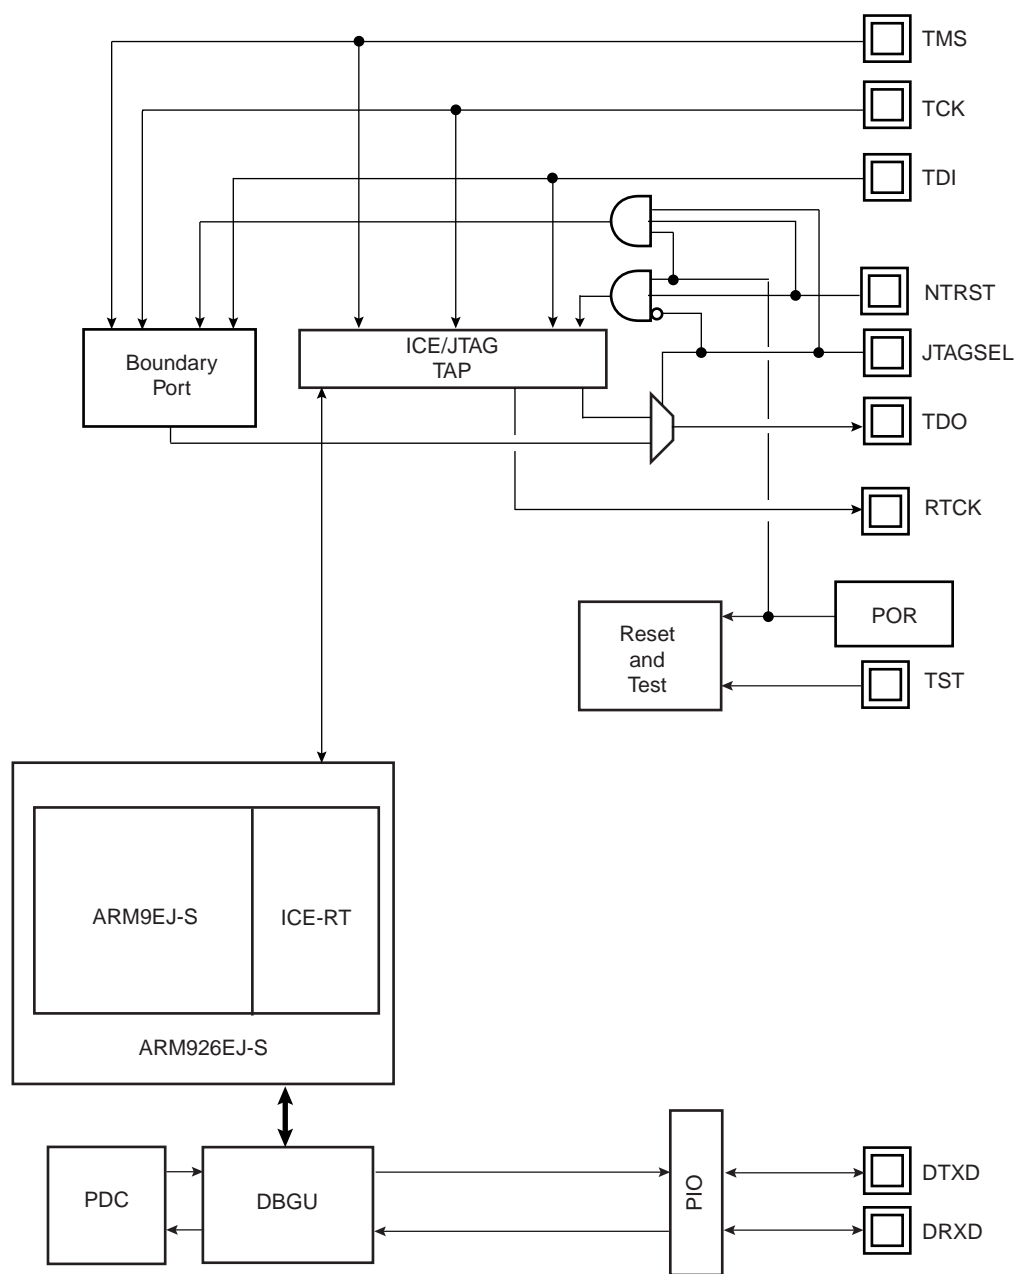 TMS
TCK
TDI
NTRST
JTAGSEL
TDO
RTCK
Boundary
Port
ICE/JTAG
TAP
POR
Reset
and
Test
TST
ARM9EJ-S
ICE-RT
ARM926EJ-S
PDC
DBGU
PIO
DTXD
DRXD